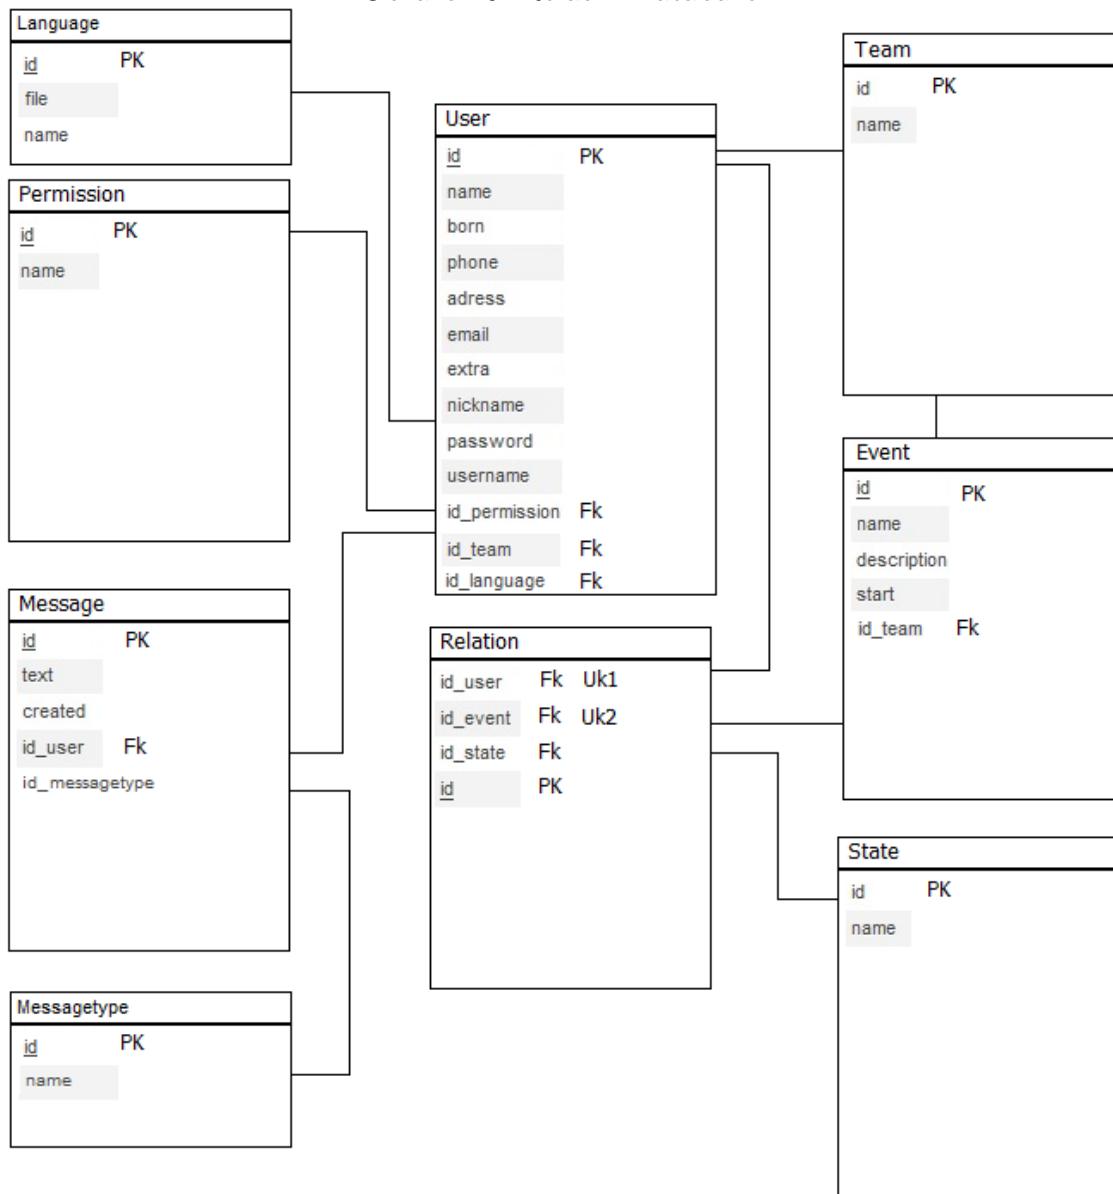 Language
id PK
file
name
Permission
id PK
name
Message
id PK
text
created
id_user Fk
id_messagetype
Messagetype
id PK
name
User
id PK
name
born
phone
adress
email
extra
nickname
password
username
id_permission Fk
id_team Fk
id_language Fk
Relation
id_user Fk Uk1
id_event Fk Uk2
id_state Fk
id PK
Team
id PK
name
Event
id PK
name
description
start
id_team Fk
State
id PK
name